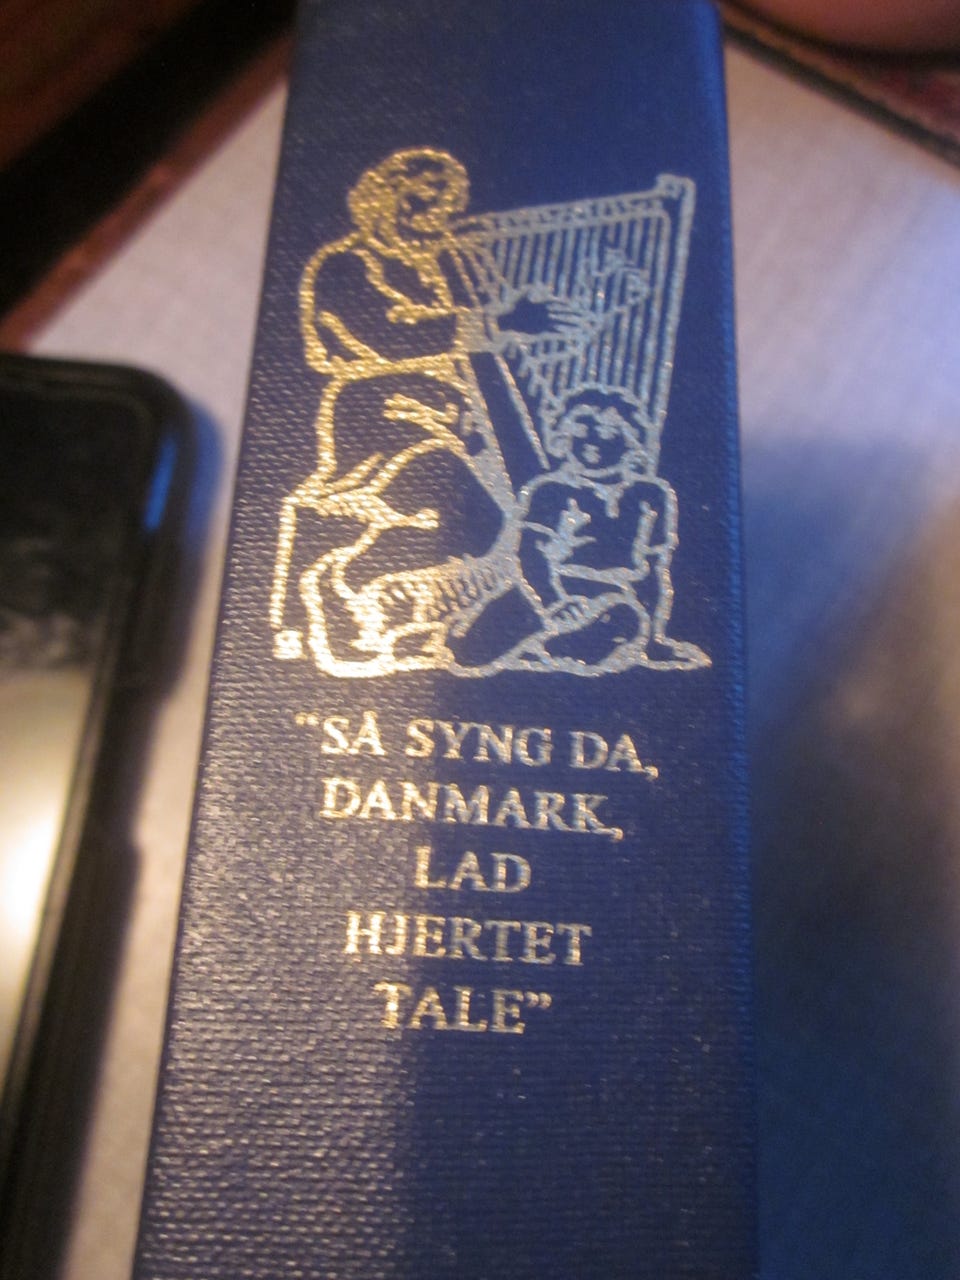 "SÅ SYNG DA,
DANMARK,
LAD
HJERTET
TALE"